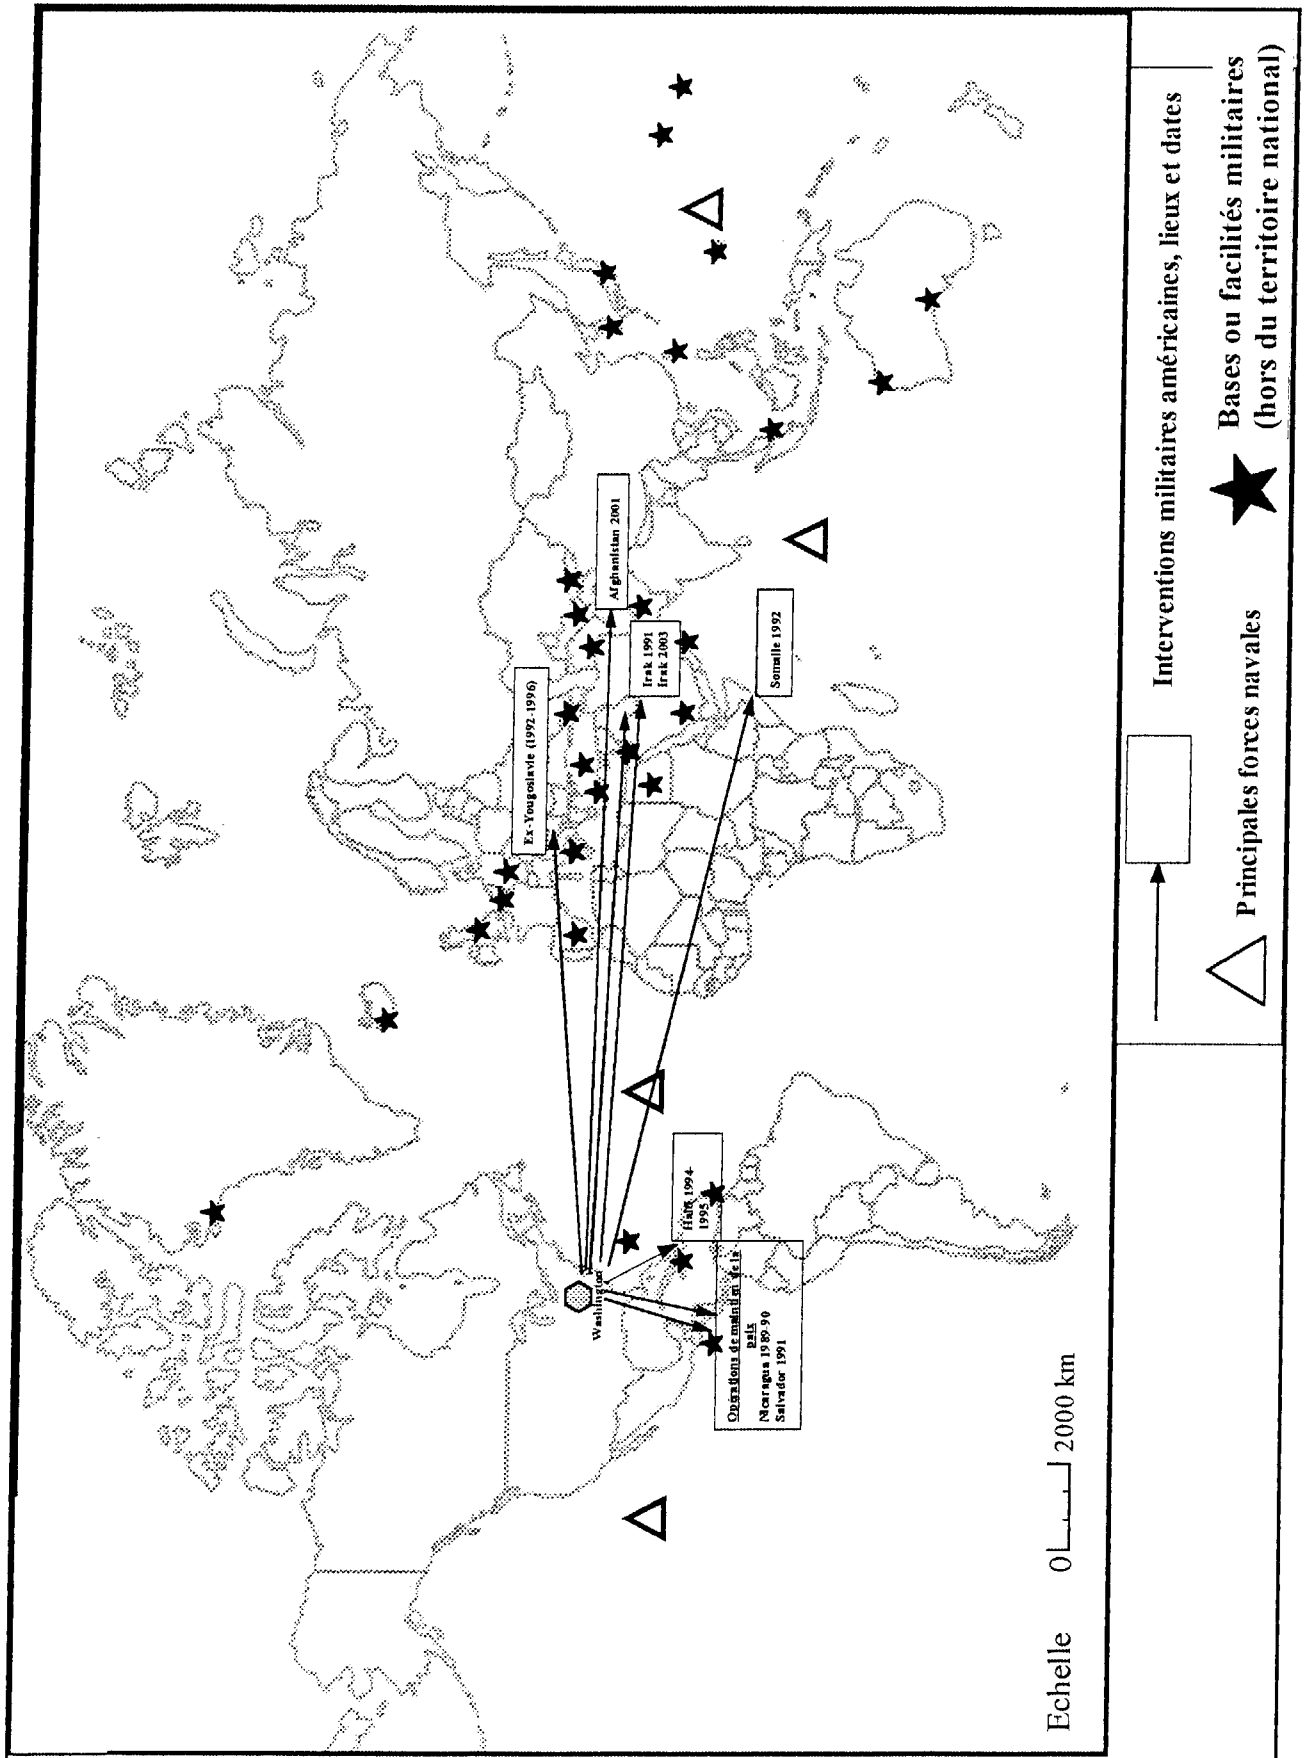 Ex-Yougoslavie (1992-1996)
Afghanistan 2001
Irak 1991
Irak 2003
Somalie 1992
Washington
Haïti 1994-
1995
Opérations de maintien de la
paix
Nicaragua 1989-90
Salvador 1991
Echelle 0 2000 km
Interventions militaires américaines, lieux et dates
Principales forces navales
Bases ou facilités militaires
(hors du territoire national)